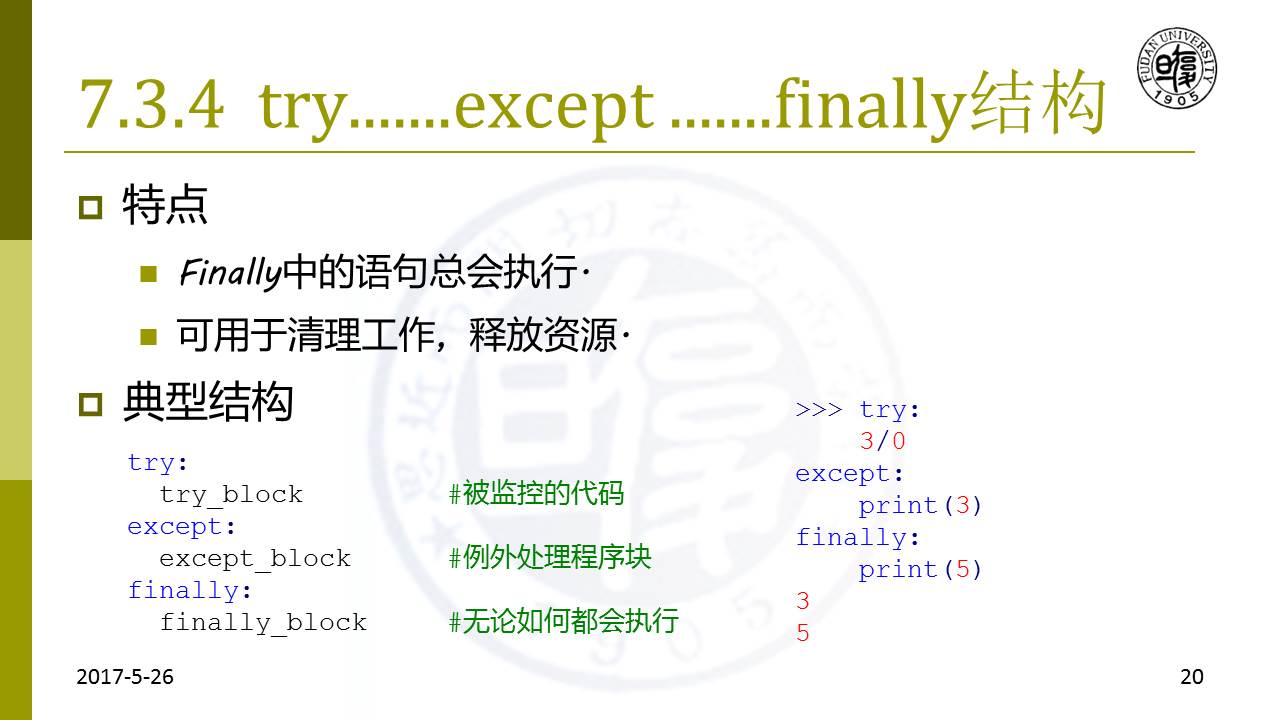 7.3.4 try.......except .......finally结构
FUDAN UNIVERSITY
1905
特点
Finally中的语句总会执行.
可用于清理工作，释放资源.
典型结构
try:
try_block #被监控的代码
except:
except_block #例外处理程序块
finally:
finally_block #无论如何都会执行
>>> try:
3/0
except:
print(3)
finally:
print(5)
3
5
2017-5-26
20